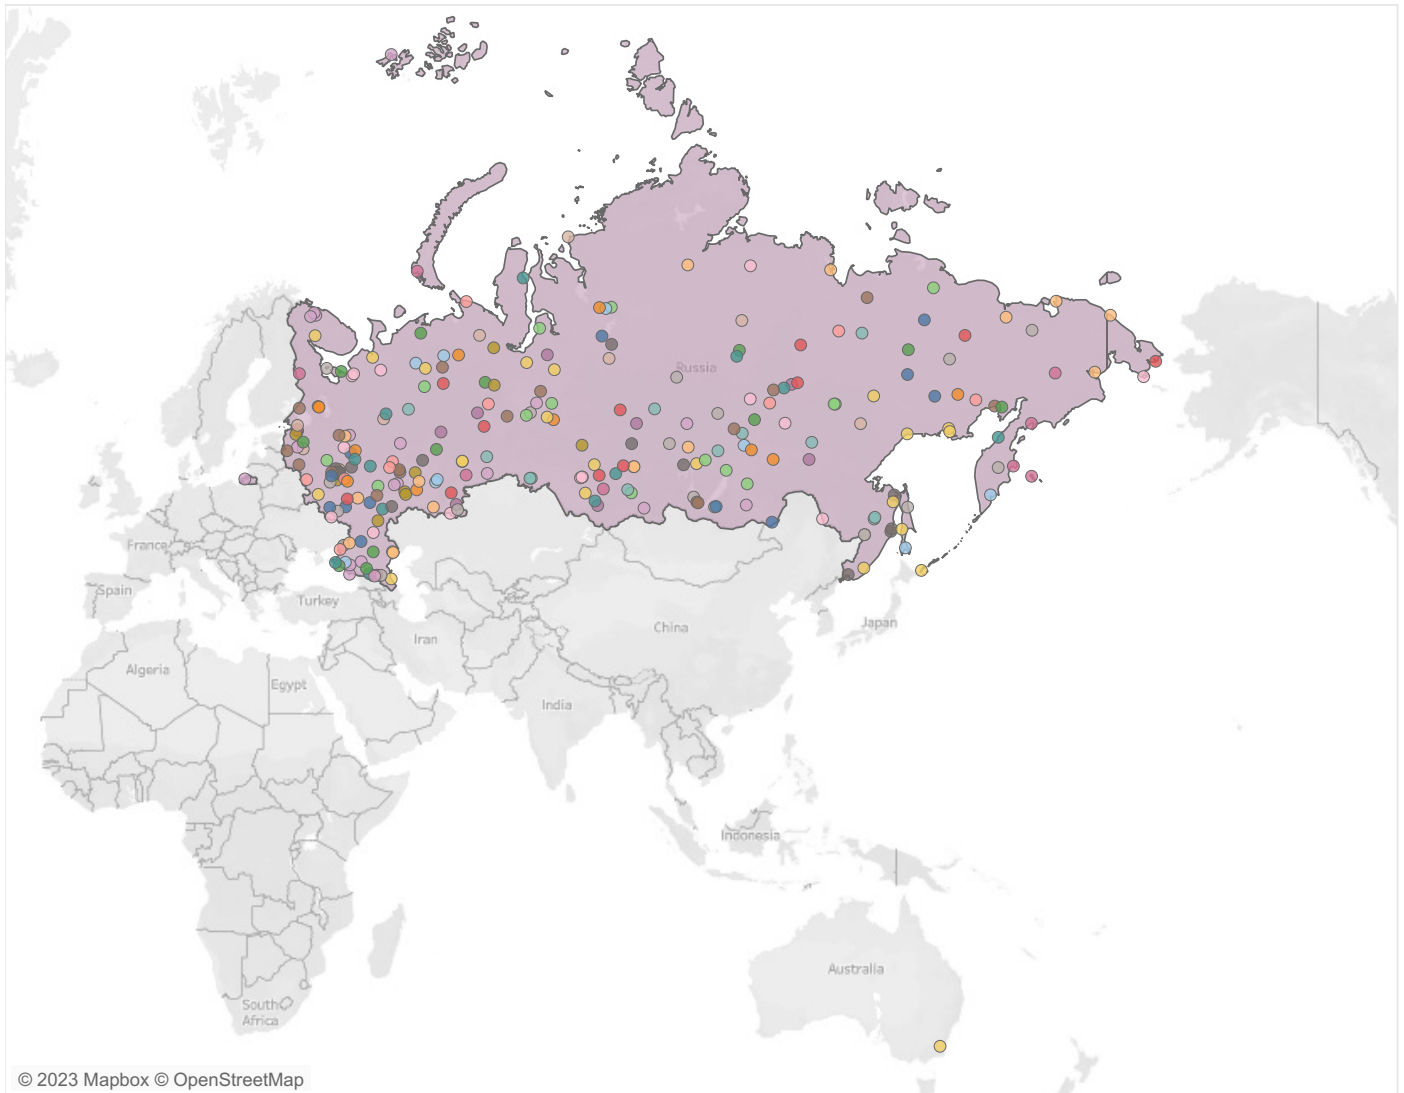 Russia
France
Spain
Turkey
Japan
China
Iran
Algeria
Egypt
India
Indonesia
Australia
South
Africa
© 2023 Mapbox © OpenStreetMap